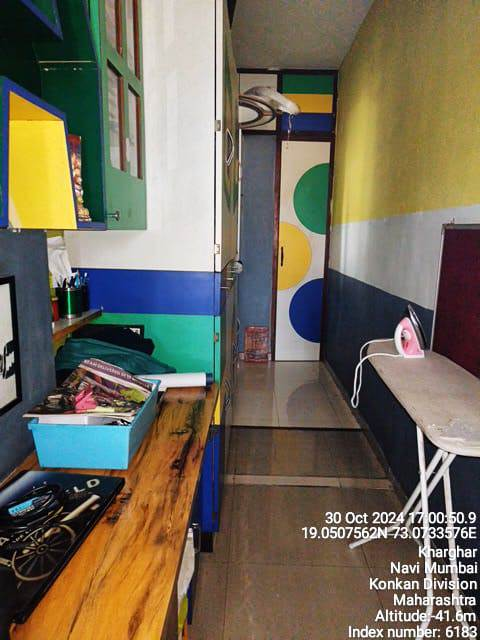 30 Oct 2024 17:00:50.9
19.0507562N 73.0733576E
Kharghar
Navi Mumbai
Konkan Division
Maharashtra
Altitude:-41.6m
Index number: 6183